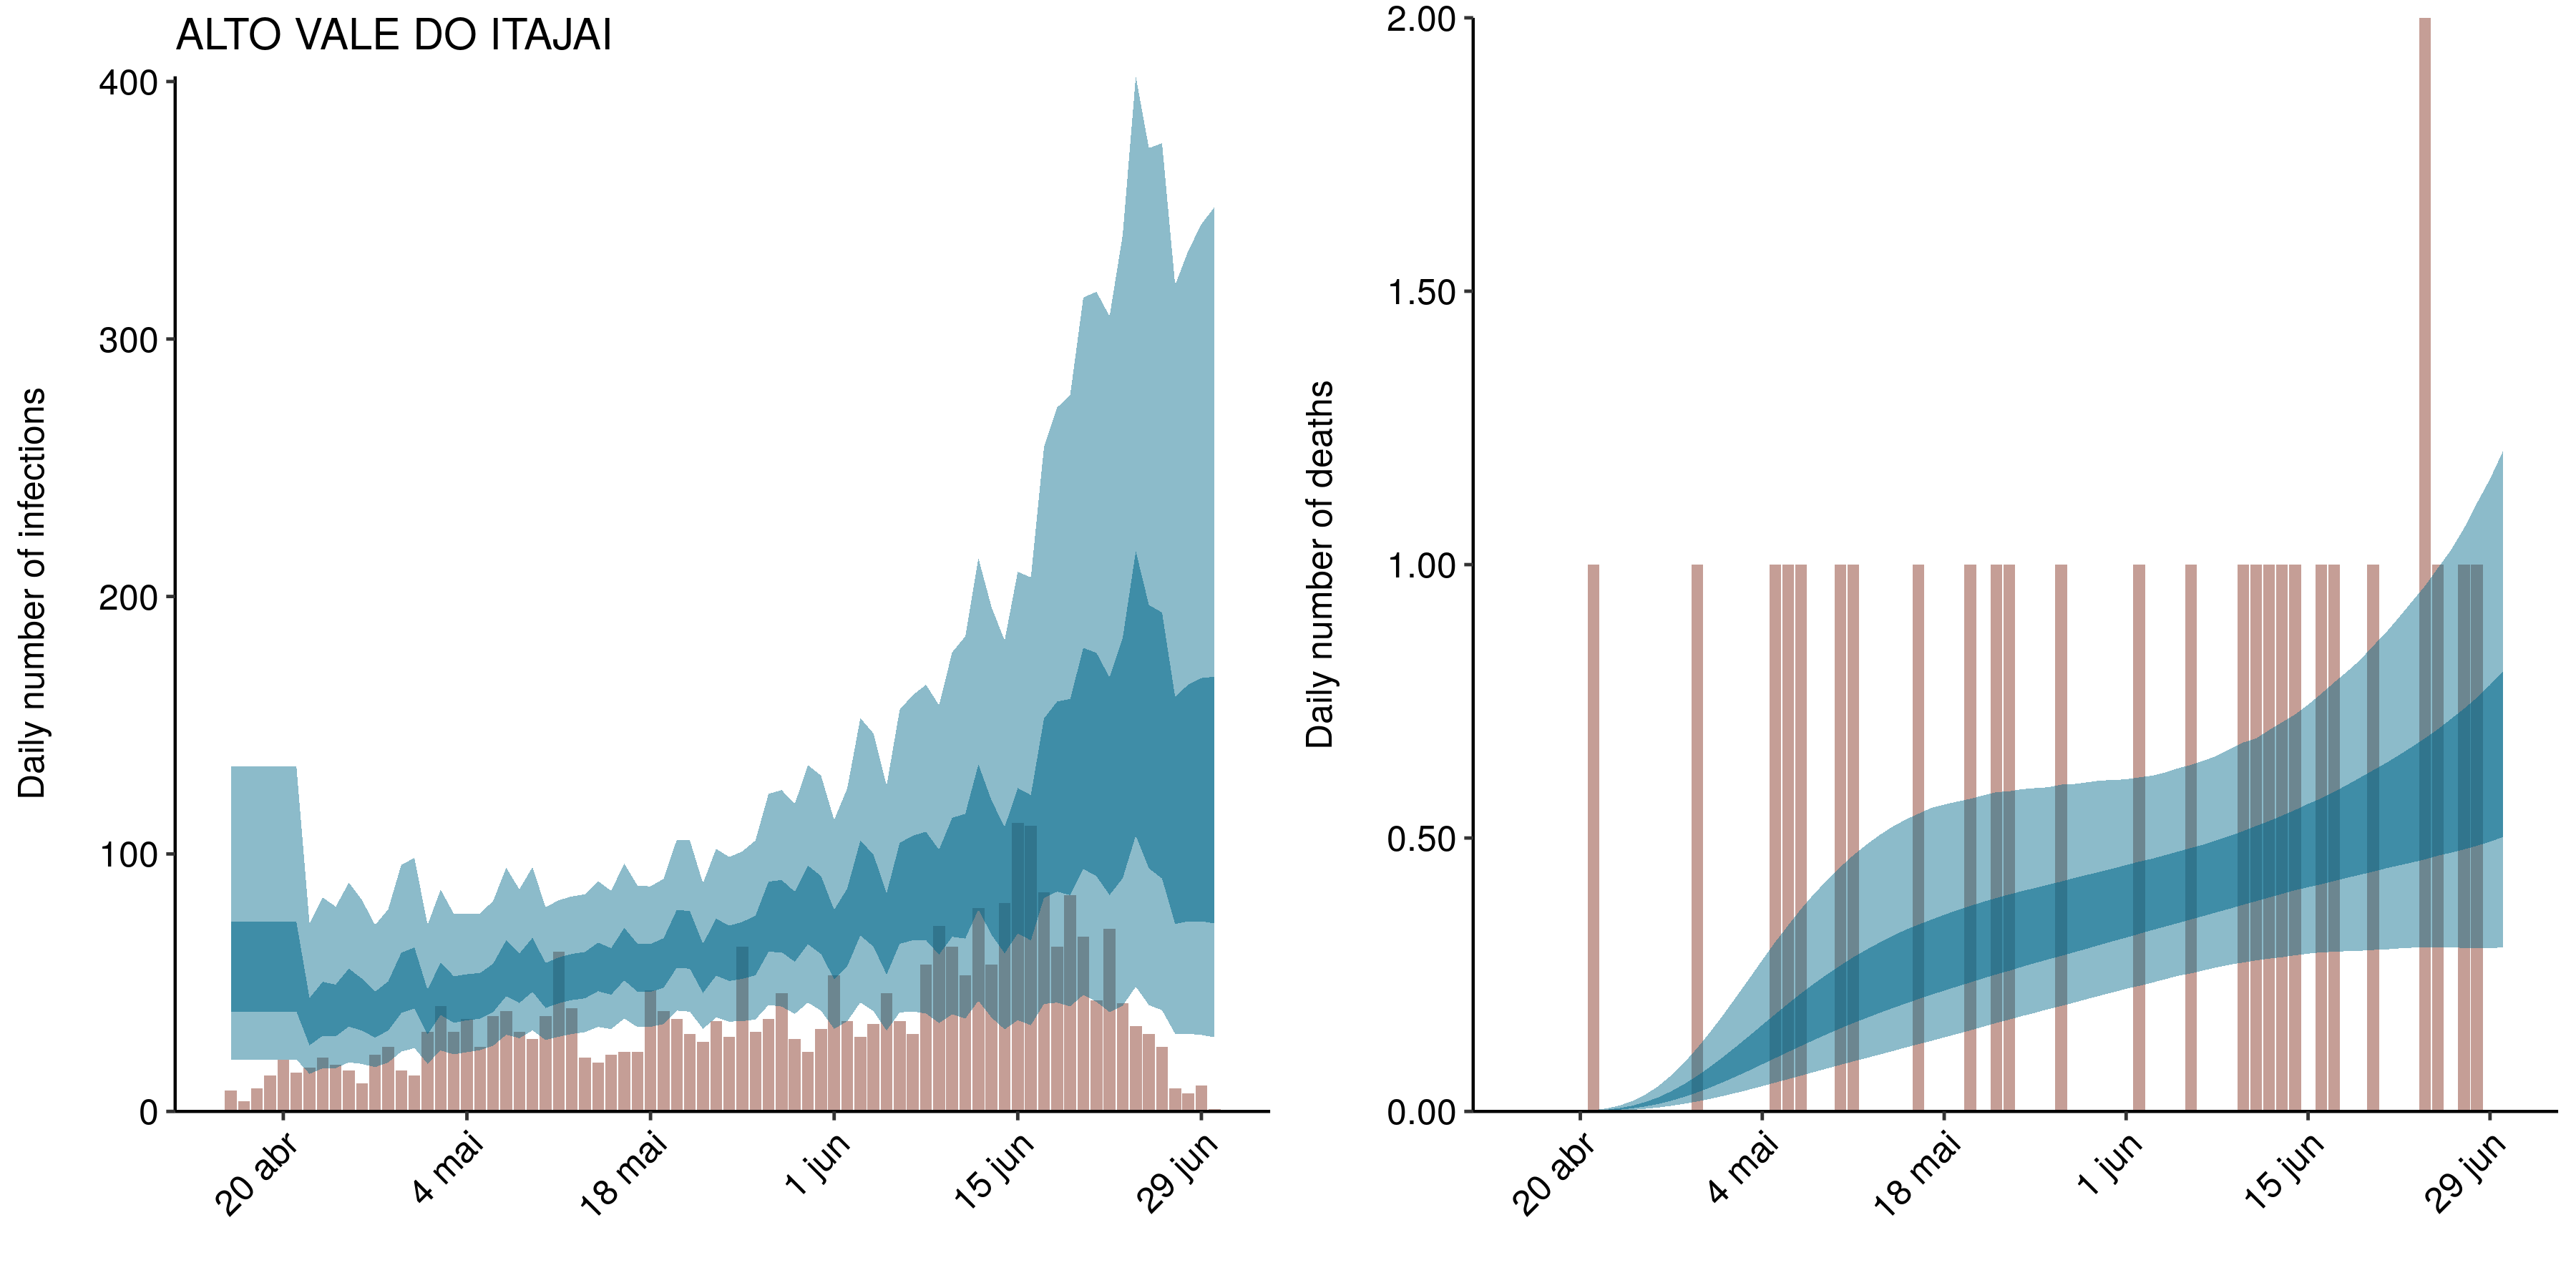 ALTO VALE DO ITAJAI
Daily number of infections
400
300
200
100
0
20 abr
4 mai
18 mai
1 jun
15 jun
29 jun
Daily number of deaths
2.00
1.50
1.00
0.50
0.00
20 abr
4 mai
18 mai
1 jun
15 jun
29 jun